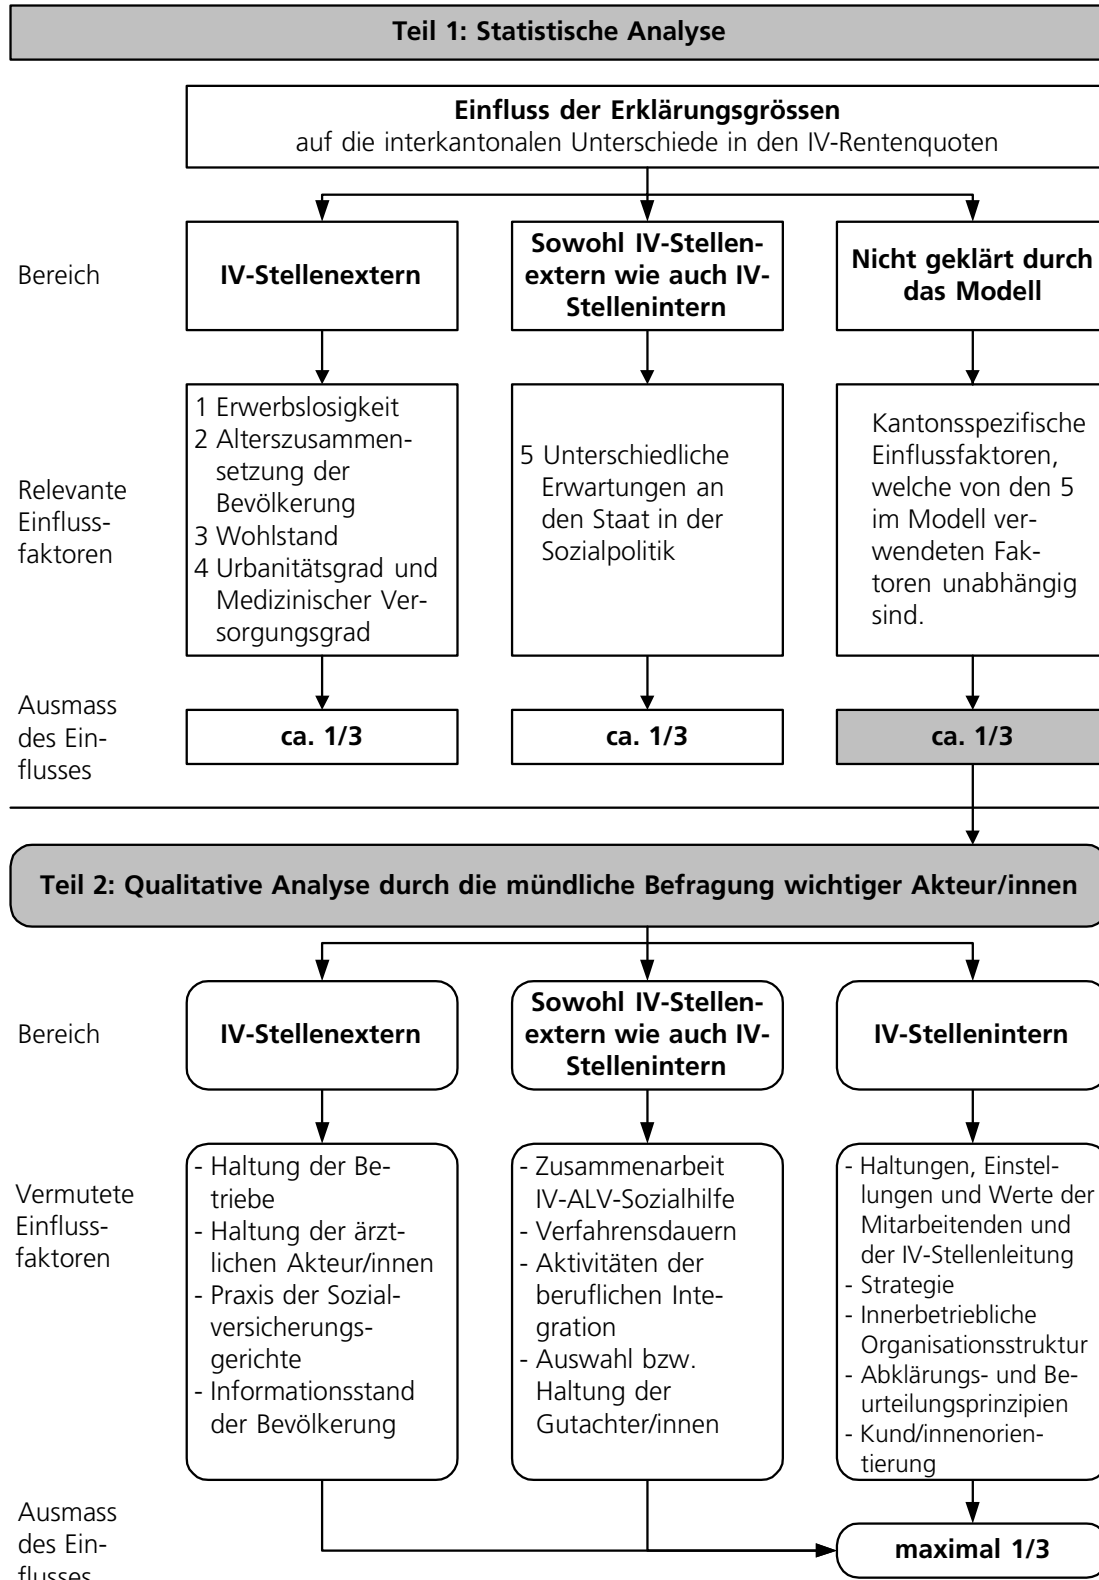 Teil 1: Statistische Analyse
Einfluss der Erklärungsgrössen
auf die interkantonalen Unterschiede in den IV-Rentenquoten
Bereich
IV-Stellenextern
Sowohl IV-Stellen-
extern wie auch IV-
Stellenintern
Nicht geklärt durch
das Modell
Relevante
Einfluss-
faktoren
1 Erwerbslosigkeit
2 Alterszusammen-
setzung der
Bevölkerung
3 Wohlstand
4 Urbanitätsgrad und
Medizinischer Ver-
sorgungsgrad
5 Unterschiedliche
Erwartungen an
den Staat in der
Sozialpolitik
Kantonsspezifische
Einflussfaktoren,
welche von den 5
im Modell ver-
wendeten Fak-
toren unabhängig
sind.
Ausmass
des Ein-
flusses
ca. 1/3
ca. 1/3
ca. 1/3
Teil 2: Qualitative Analyse durch die mündliche Befragung wichtiger Akteur/innen
Bereich
IV-Stellenextern
Sowohl IV-Stellen-
extern wie auch IV-
Stellenintern
IV-Stellenintern
Vermutete
Einfluss-
faktoren
- Haltung der Be-
triebe
- Haltung der ärzt-
lichen Akteur/innen
- Praxis der Sozial-
versicherungs-
gerichte
- Informationsstand
der Bevölkerung
- Zusammenarbeit
IV-ALV-Sozialhilfe
- Verfahrensdauern
- Aktivitäten der
beruflichen Inte-
gration
- Auswahl bzw.
Haltung der
Gutachter/innen
- Haltungen, Einstel-
lungen und Werte der
Mitarbeitenden und
der IV-Stellenleitung
- Strategie
- Innerbetriebliche
Organisationsstruktur
- Abklärungs- und Be-
urteilungsprinzipien
- Kund/innenorien-
tierung
Ausmass
des Ein-
flusses
maximal 1/3